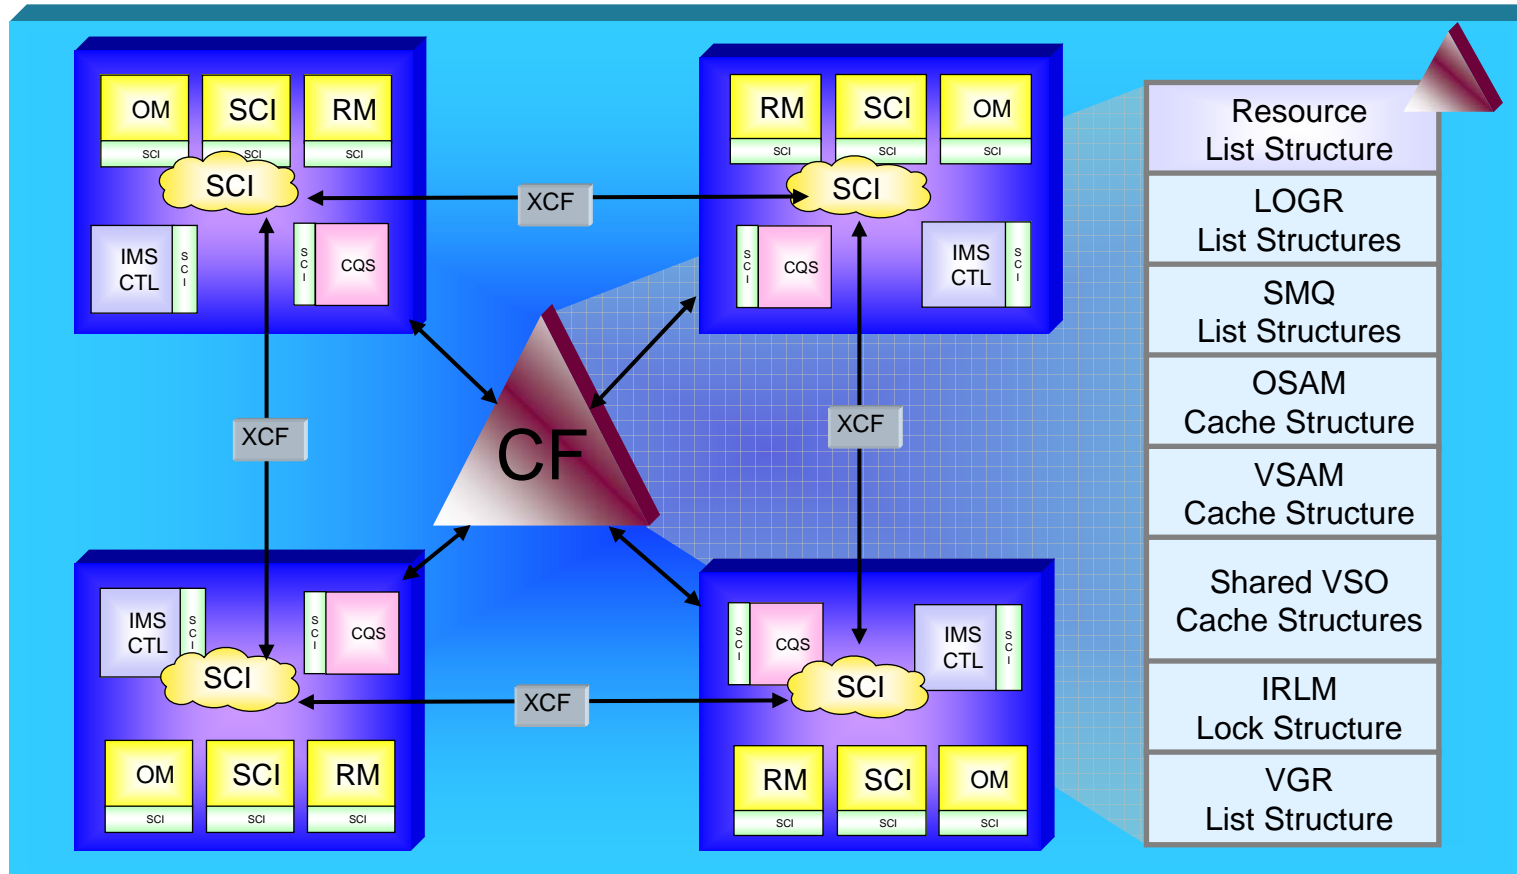 OM
SCI
RM
SCI
SCI
SCI
SCI
IMS
CTL
S
C
I
S
C
I
CQS
XCF
RM
SCI
OM
SCI
SCI
SCI
SCI
S
C
I
CQS
IMS
CTL
S
C
I
XCF
CF
XCF
IMS
CTL
S
C
I
S
C
I
CQS
SCI
OM
SCI
RM
SCI
SCI
SCI
XCF
S
C
I
CQS
IMS
CTL
S
C
I
SCI
RM
SCI
OM
SCI
SCI
SCI
Resource
List Structure
LOGR
List Structures
SMQ
List Structures
OSAM
Cache Structure
VSAM
Cache Structure
Shared VSO
Cache Structures
IRLM
Lock Structure
VGR
List Structure